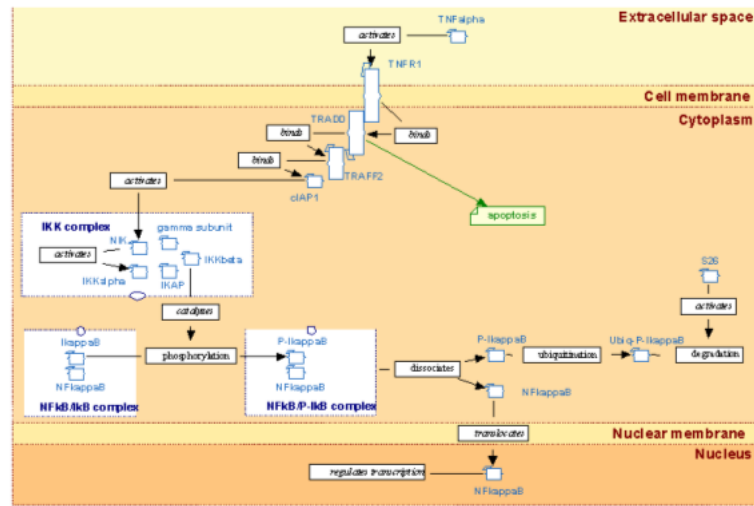 Extracellular space
TNFalpha
activates
TNFR1
Cell membrane
Cytoplasm
TRADD
binds
binds
binds
TRAFF2
cIAP1
activates
apoptosis
IKK complex
gamma subunit
NIK
IKKbeta
activates
IKKalpha
IKAP
S26
catalyses
activates
IkappaB
P-IkappaB
P-IkappaB
Ubiq-P-IkappaB
phosphorylation
ubiquitination
degradation
dissociates
NFkappaB
NFkappaB
NFkappaB
NFkB/IkB complex
NFkB/P-IkB complex
translocates
Nuclear membrane
Nucleus
regulates transcription
NFkappaB